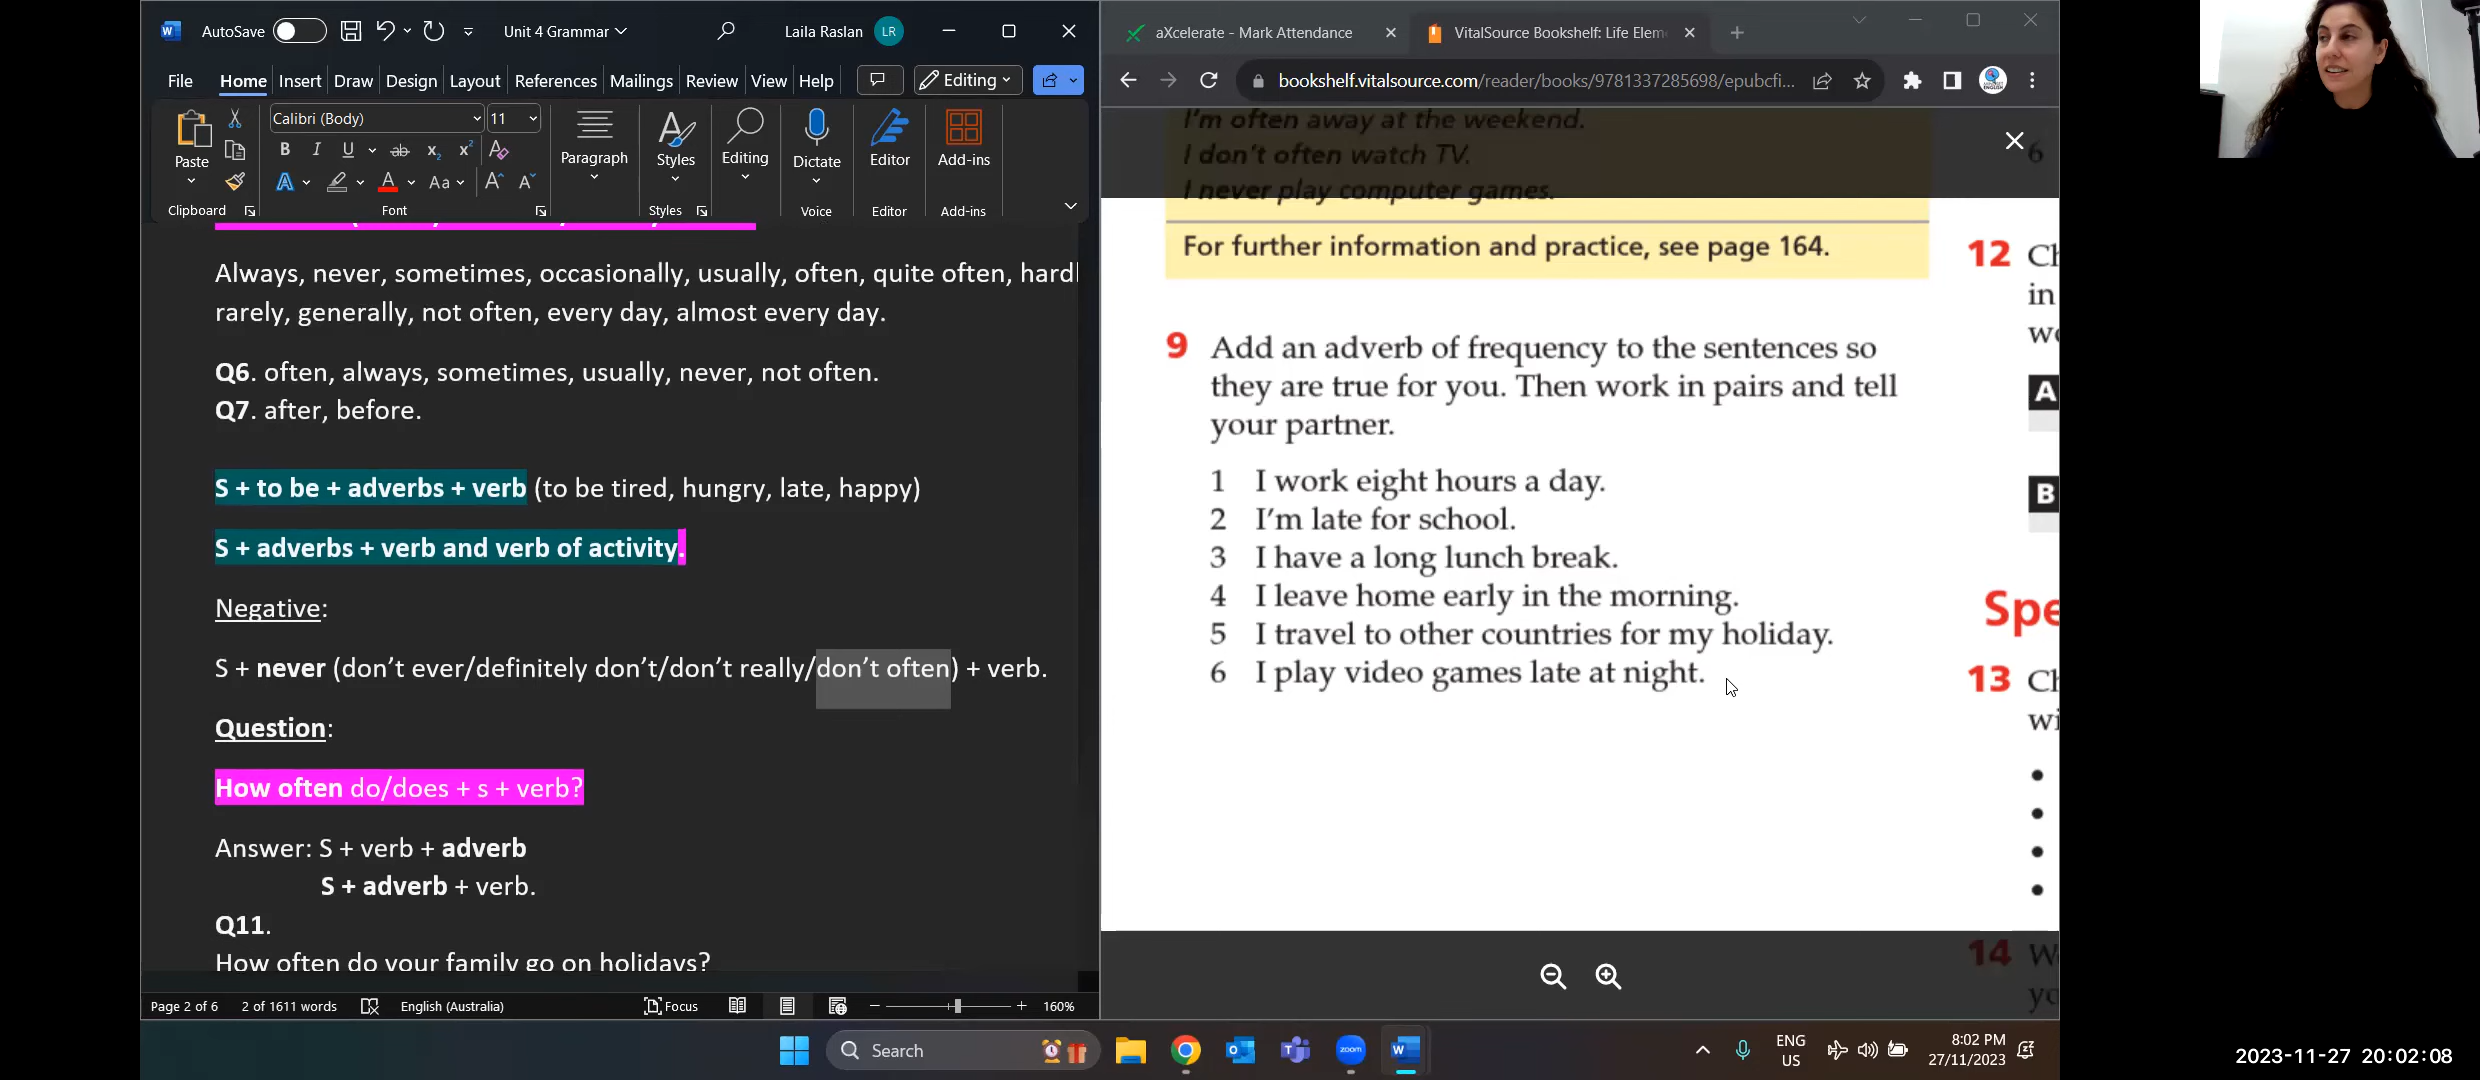 AutoSave
Unit 4 Grammar
Laila Raslan
LR
File Home Insert Draw Design Layout References Mailings Review View Help
Editing
Calibri (Body)
11
Paste
Paragraph
Styles
Editing
Dictate
Editor
Add-ins
Clipboard
Font
Styles
Voice
Editor
Add-ins
Always, never, sometimes, occasionally, usually, often, quite often, hardl
rarely, generally, not often, every day, almost every day.
Q6. often, always, sometimes, usually, never, not often.
Q7. after, before.
S + to be + adverbs + verb (to be tired, hungry, late, happy)
S + adverbs + verb and verb of activity.
Negative:
S + never (don't ever/definitely don't/don't really/don't often) + verb.
Question:
How often do/does + s + verb?
Answer: S + verb + adverb
S + adverb + verb.
Q11.
How often do your family go on holidays?
Page 2 of 6 2 of 1611 words English (Australia) Focus 160%
aXcelerate - Mark Attendance
VitalSource Bookshelf: Life Elem
bookshelf.vitalsource.com/reader/books/9781337285698/epubcfi...
I'm often away at the weekend.
I don't often watch TV.
I never play computer games.
For further information and practice, see page 164.
9 Add an adverb of frequency to the sentences so
they are true for you. Then work in pairs and tell
your partner.
1 I work eight hours a day.
2 I'm late for school.
3 I have a long lunch break.
4 I leave home early in the morning.
5 I travel to other countries for my holiday.
6 I play video games late at night.
6
12 Ch
in
wo
A
B
Spe
13 Ch
wi
14 We
yo
Search
zoom
ENG
US
8:02 PM
27/11/2023
2023-11-27 20:02:08